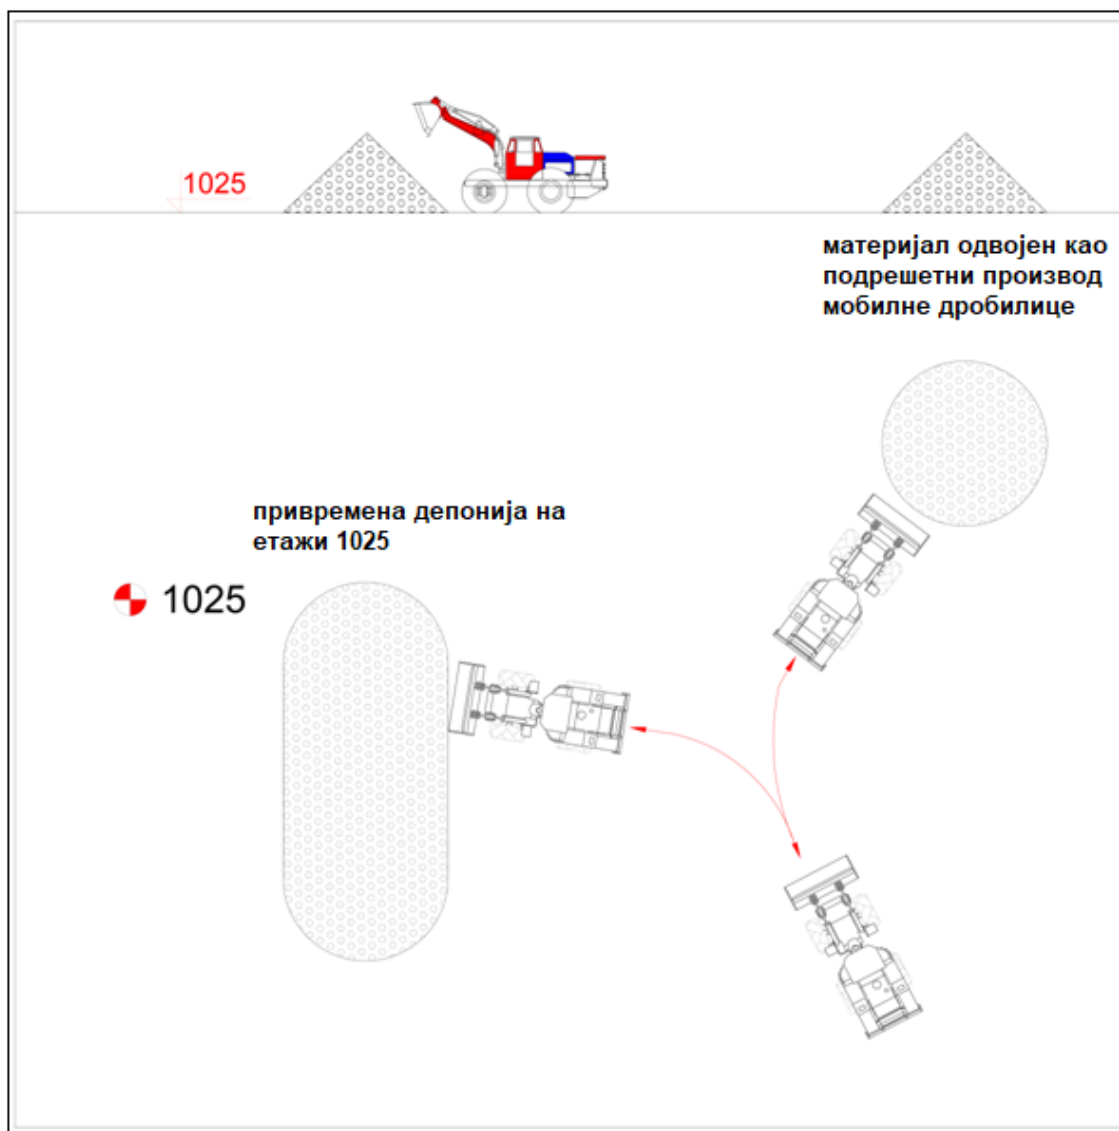 1025
материјал одвојен као
подрешетни производ
мобилне дробилице
привремена депонија на
етажи 1025
1025